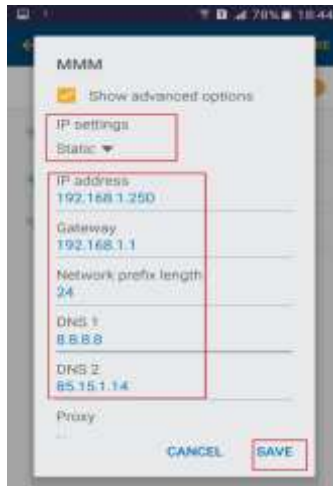 78% 18:44
MMM
Show advanced options
IP settings
Static
IP address
192.168.1.250
Gateway
192.168.1.1
Network prefix length
24
DNS 1
8.8.8.8
DNS 2
85.15.1.14
Proxy
CANCEL SAVE